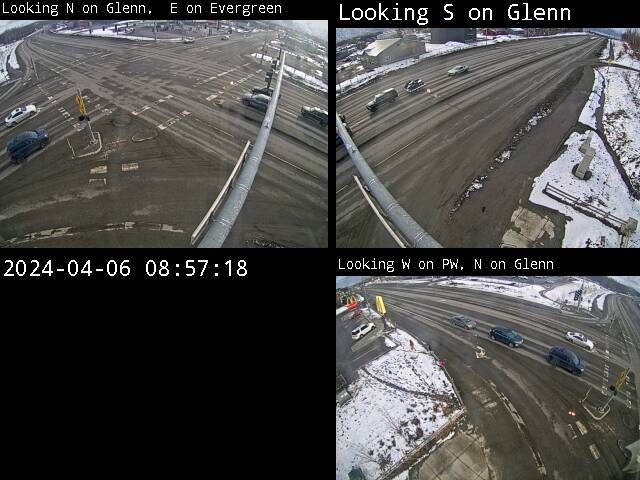 Looking N on Glenn,  E on Evergreen
Looking S on Glenn
2024-04-06 08:57:18
Looking W on PW, N on Glenn